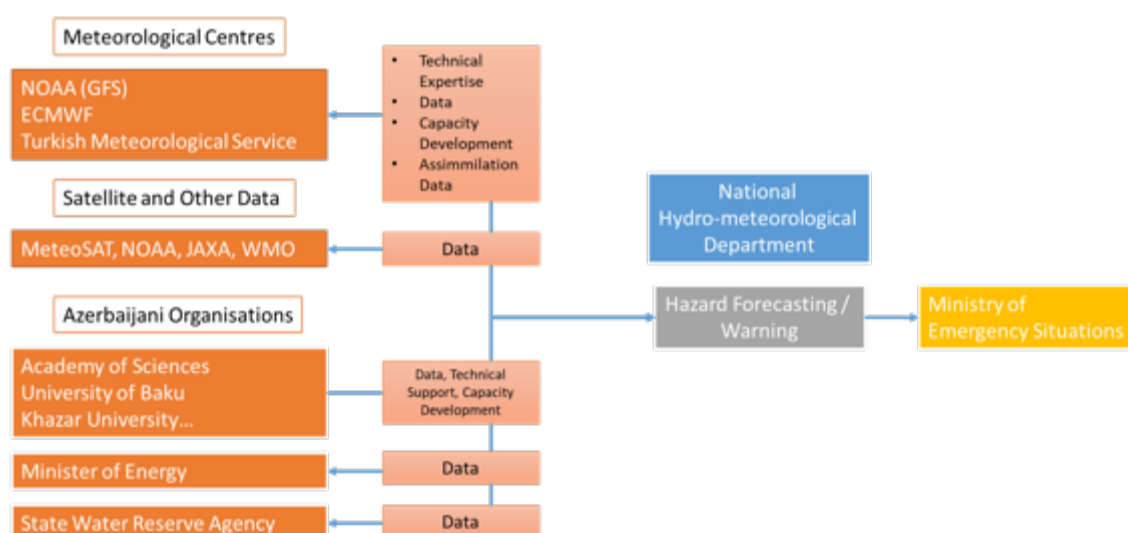 Meteorological Centres
NOAA (GFS)
ECMWF
Turkish Meteorological Service
• Technical
Expertise
• Data
• Capacity
Development
• Assimmilation
Data
Satellite and Other Data
MeteoSAT, NOAA, JAXA, WMO
Data
National
Hydro-meteorological
Department
Azerbaijani Organisations
Hazard Forecasting /
Warning
Ministry of
Emergency Situations
Academy of Sciences
University of Baku
Khazar University...
Data, Technical
Support, Capacity
Development
Minister of Energy
Data
State Water Reserve Agency
Data